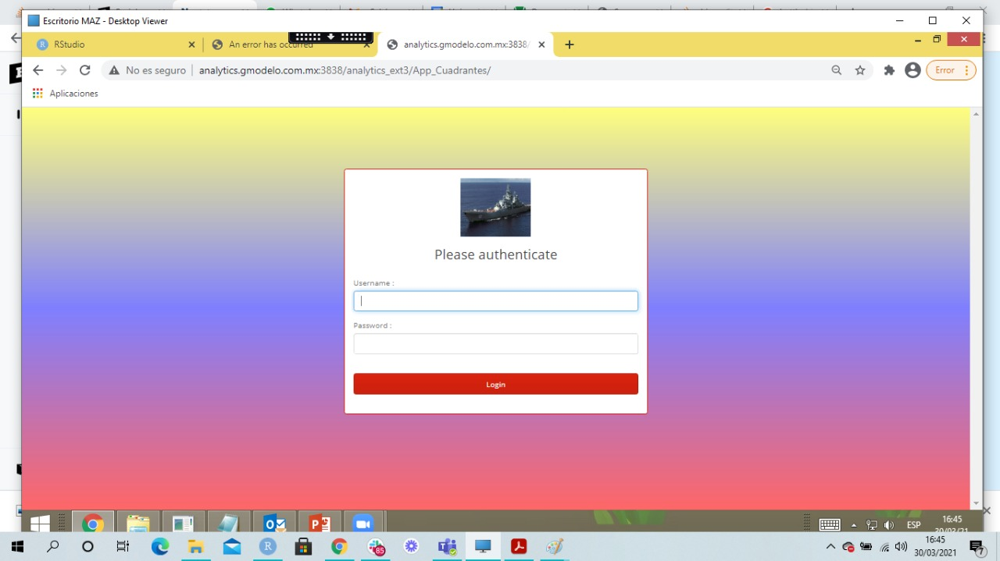 Escritorio MAZ - Desktop Viewer
RStudio
An error has occurred
analytics.gmodelo.com.mx:3838/
No es seguro
analytics.gmodelo.com.mx:3838/analytics_ext3/App_Cuadrantes/
Error
Aplicaciones
Please authenticate
Username :
Password :
Login
ESP
16:45
30/03/21
85
16:45
30/03/2021
7